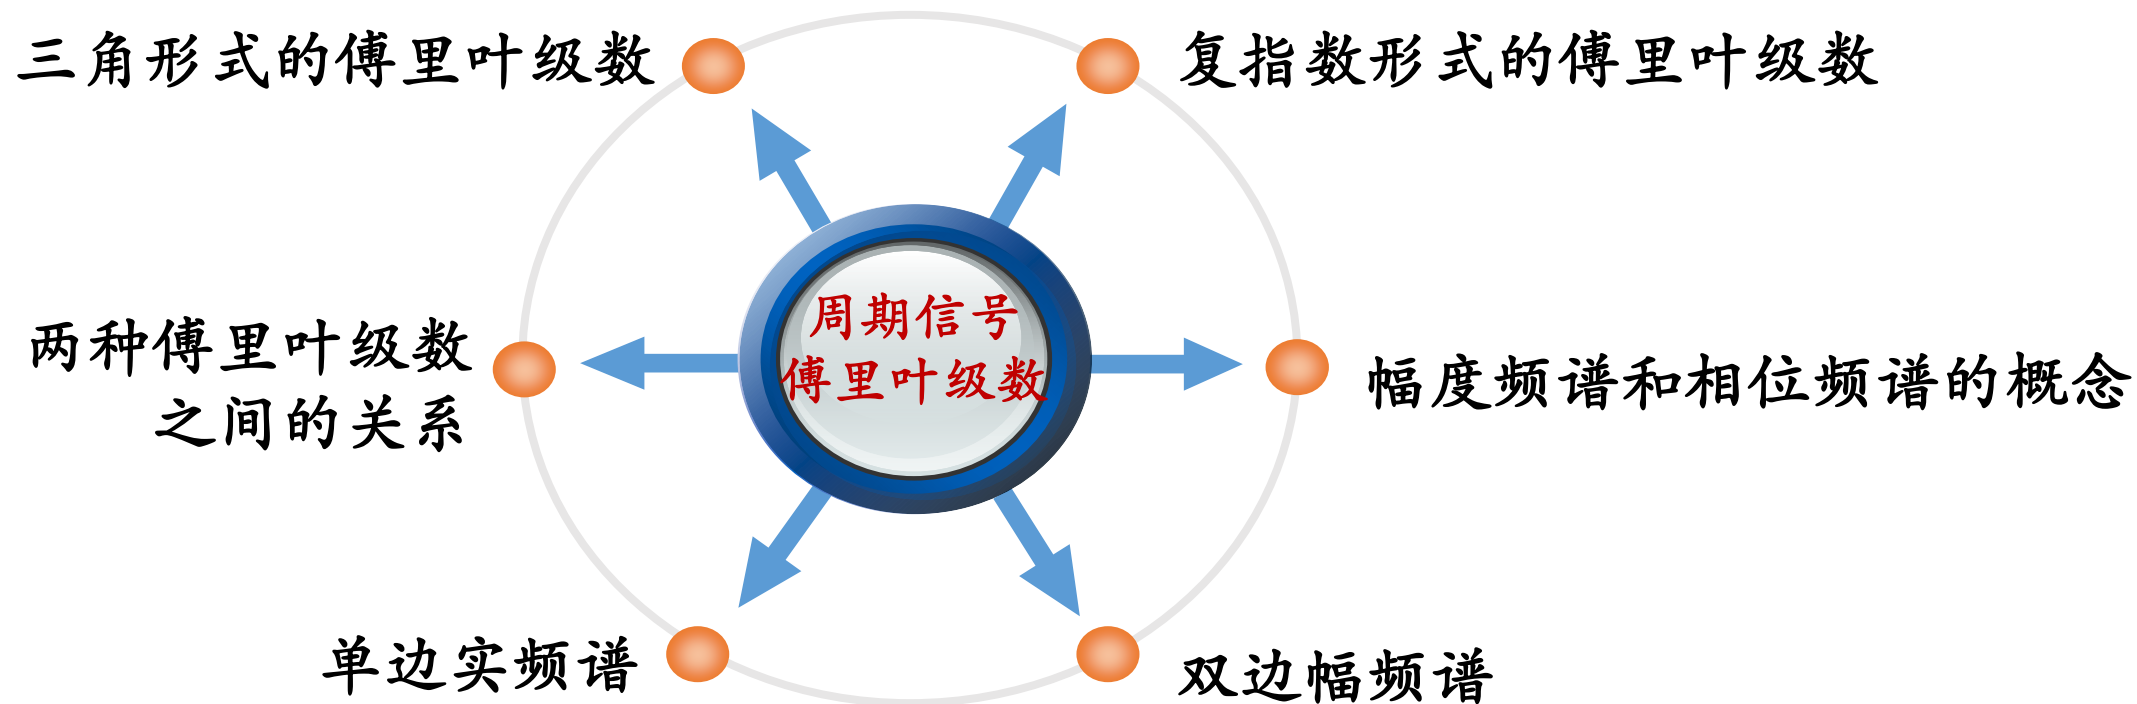 三角形式的傅里叶级数
复指数形式的傅里叶级数
周期信号
傅里叶级数
两种傅里叶级数
之间的关系
幅度频谱和相位频谱的概念
单边实频谱
双边幅频谱